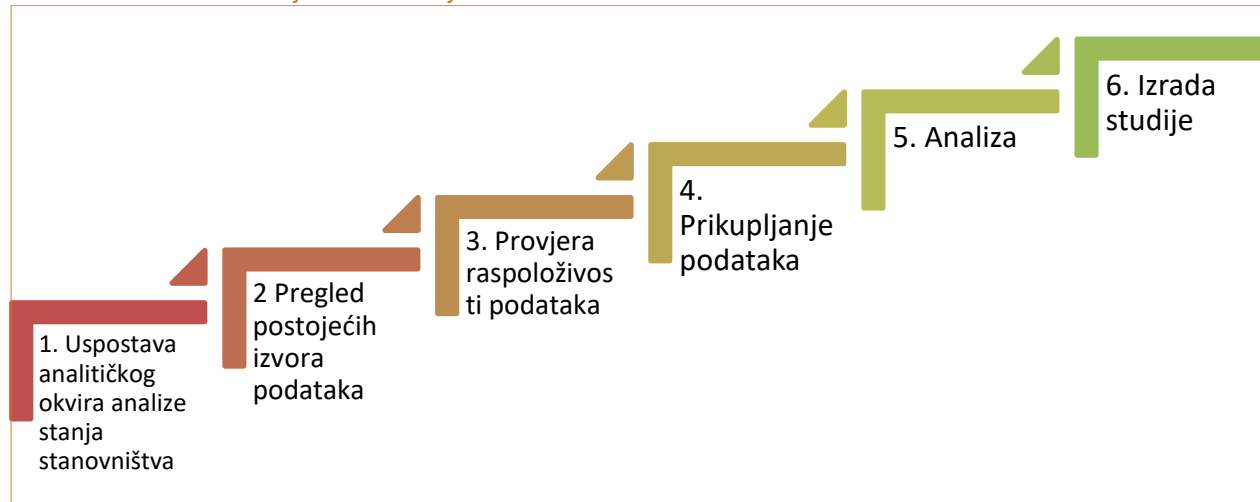 1. Uspostava
analitičkog
okvira analize
stanja
stanovništva
2 Pregled
postojećih
izvora
podataka
3. Provjera
raspoloživos
ti podataka
4.
Prikupljanje
podataka
5. Analiza
6. Izrada
studije